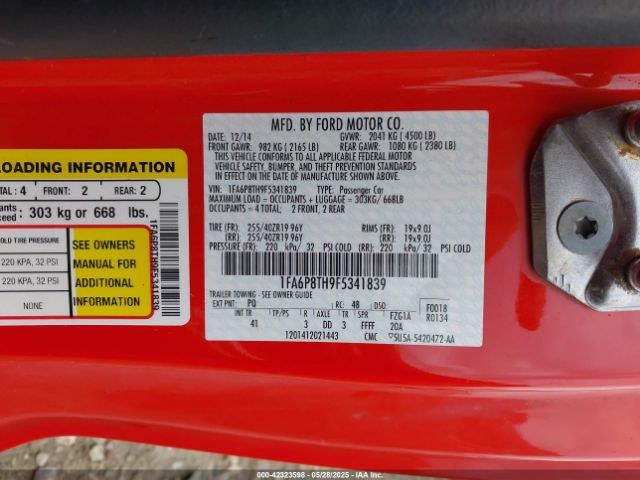 LOADING INFORMATION
TAL: 4 FRONT: 2 REAR: 2
pants
xceed: 303 kg or 668 lbs.
OLD TIRE PRESSURE
220 KPA, 32 PSI
220 KPA, 32 PSI
NONE
SEE OWNERS
MANUAL FOR
ADDITIONAL
INFORMATION
1FA6P8TH9F5341839
MFD. BY FORD MOTOR CO.
DATE: 12/14 GVWR: 2041 KG ( 4500 LB)
FRONT GAWR: 982 KG ( 2165 LB) REAR GAWR: 1080 KG ( 2380 LB)
THIS VEHICLE CONFORMS TO ALL APPLICABLE FEDERAL MOTOR
VEHICLE SAFETY, BUMPER, AND THEFT PREVENTION STANDARDS
IN EFFECT ON THE DATE OF MANUFACTURE SHOWN ABOVE.
VIN: 1FA6P8TH9F5341839 TYPE: Passenger Car
MAXIMUM LOAD = OCCUPANTS + LUGGAGE = 303KG/ 668LB
OCCUPANTS = 4 TOTAL: 2 FRONT, 2 REAR
TIRE (FR): 255/40ZR19 96Y RIMS (FR): 19x9.0J
(RR): 255/40ZR19 96Y (RR): 19x9.0J
PRESSURE (FR): 220 kPa/ 32 PSI COLD (RR): 220 kPa/ 32 PSI COLD
1FA6P8TH9F5341839
TRAILER TOWING - SEE OWNER GUIDE
EXT PNT: PQ RC: 48 DSO: F0018
INT TR TP/PS R AXLE TR SPR FZG1A R0134
41 3 DD 3 FFFF 20A
1201412021443 CMC SU5A-5420472-AA
VIN - 42323598 - IAAI - 05/28/2025 - (C) IAA, Inc.